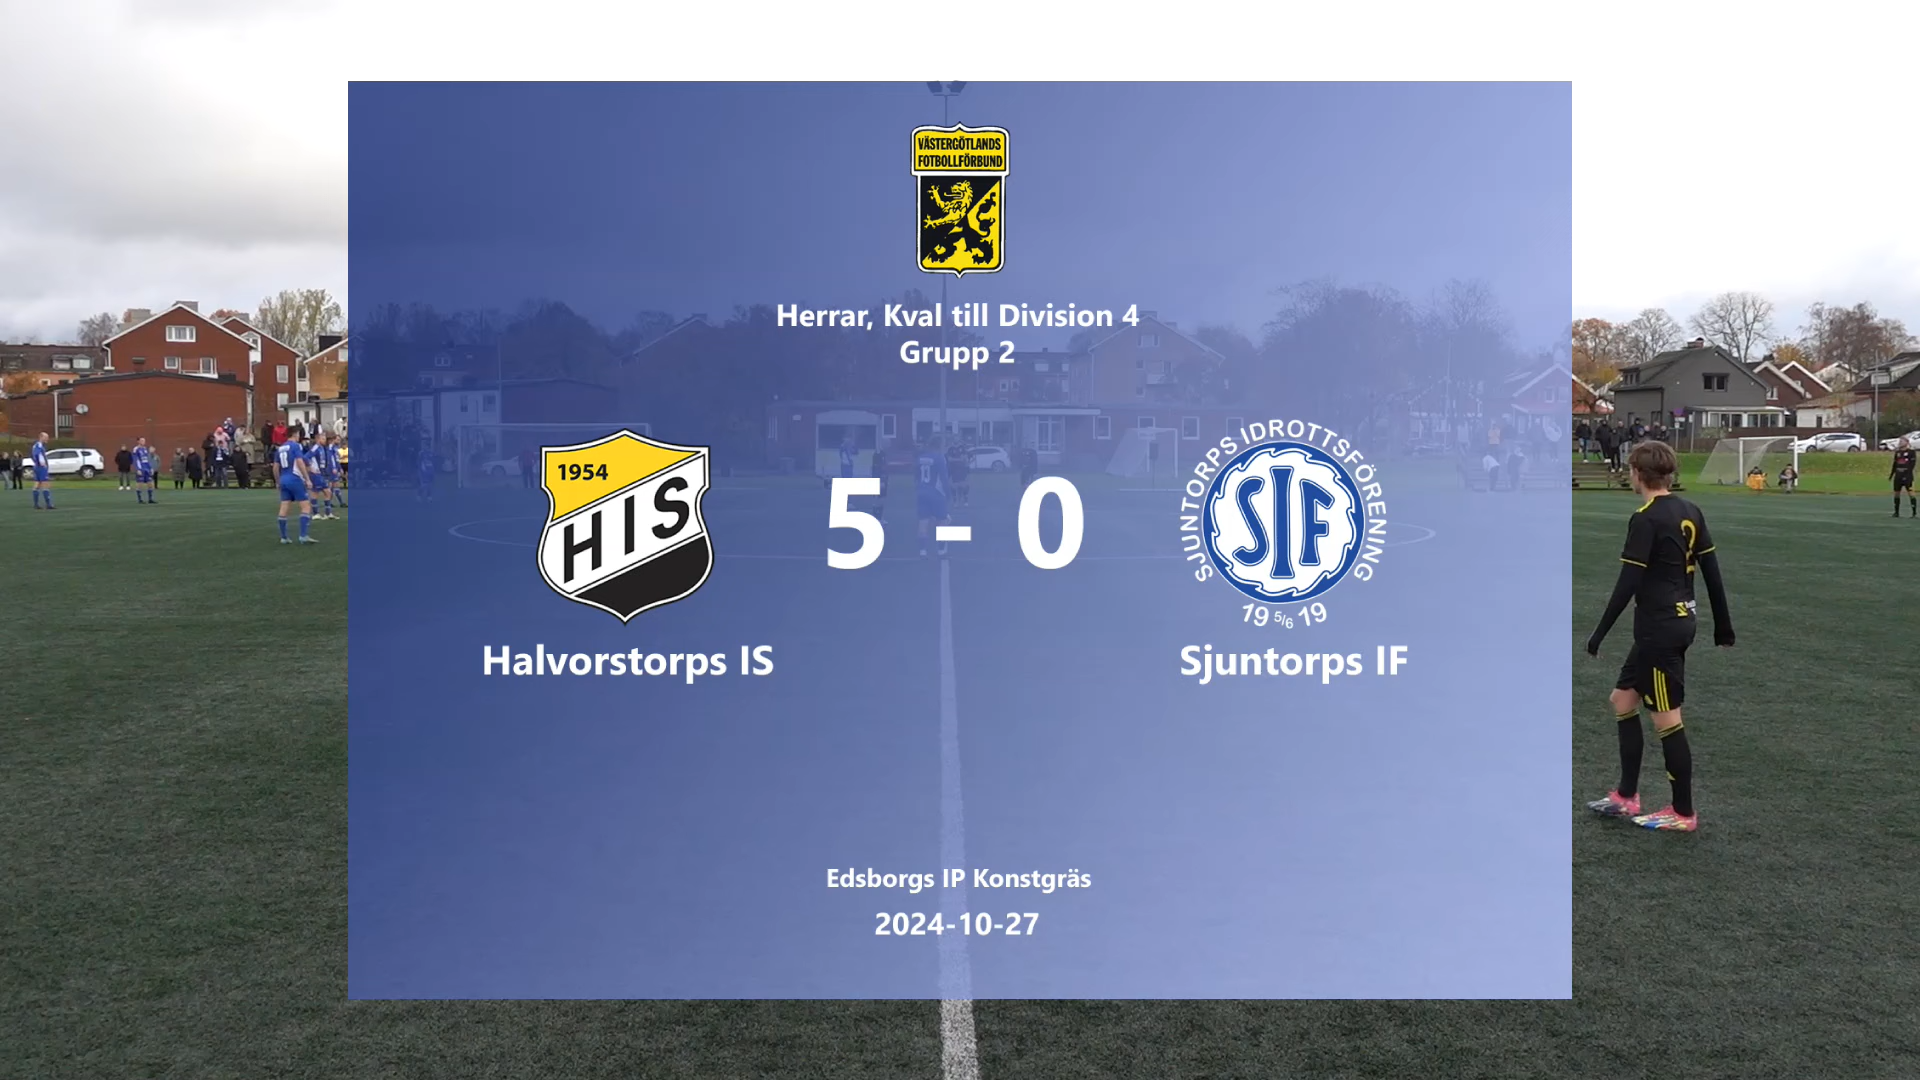 VÄSTERGÖTLANDS
FOTBOLLFÖRBUND
Herrar, Kval till Division 4
Grupp 2
1954
HIS
5 - 0
SJUNTORPS IDROTTSFÖRENING
SIF
19 5/6 19
Halvorstorps IS
Sjuntorps IF
2
Edsborgs IP Konstgräs
2024-10-27